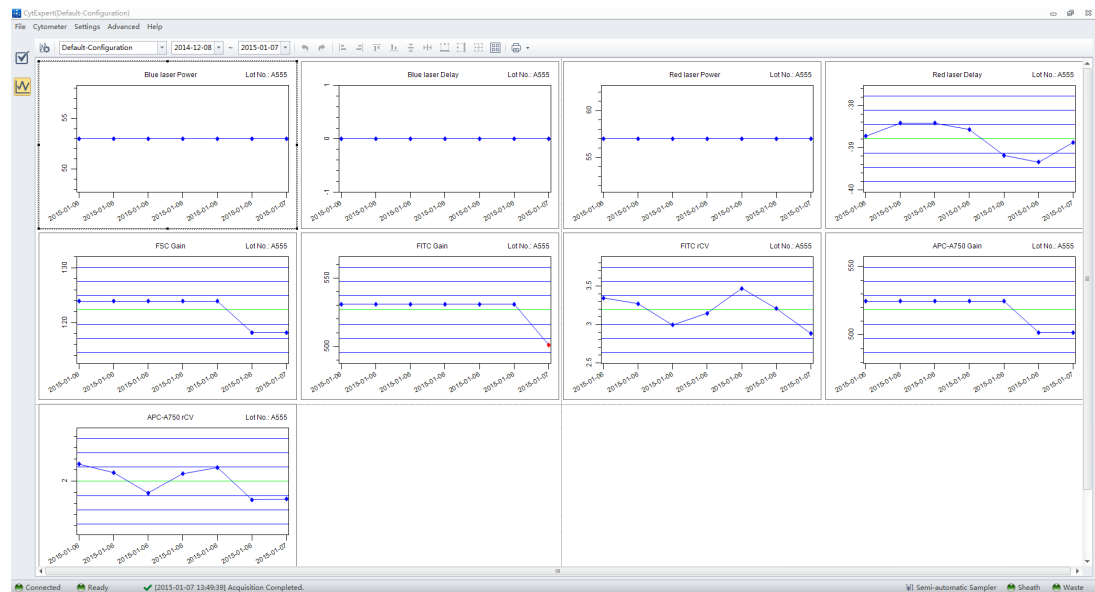 CytExpert(Default-Configuration)
File Cytometer Settings Advanced Help
Default-Configuration 2014-12-08 ~ 2015-01-07
Blue laser Power Lot No.: A555
55
50
2015-01-06 2015-01-06 2015-01-06 2015-01-06 2015-01-06 2015-01-06 2015-01-07
Blue laser Delay Lot No.: A555
1
0
-1
2015-01-06 2015-01-06 2015-01-06 2015-01-06 2015-01-06 2015-01-06 2015-01-07
Red laser Power Lot No.: A555
60
55
2015-01-06 2015-01-06 2015-01-06 2015-01-06 2015-01-06 2015-01-06 2015-01-07
Red laser Delay Lot No.: A555
-38
-39
-40
2015-01-06 2015-01-06 2015-01-06 2015-01-06 2015-01-06 2015-01-06 2015-01-07
FSC Gain Lot No.: A555
130
120
2015-01-06 2015-01-06 2015-01-06 2015-01-06 2015-01-06 2015-01-06 2015-01-07
FITC Gain Lot No.: A555
550
500
2015-01-06 2015-01-06 2015-01-06 2015-01-06 2015-01-06 2015-01-06 2015-01-07
FITC rCV Lot No.: A555
3.5
3
2.5
2015-01-06 2015-01-06 2015-01-06 2015-01-06 2015-01-06 2015-01-06 2015-01-07
APC-A750 Gain Lot No.: A555
550
500
2015-01-06 2015-01-06 2015-01-06 2015-01-06 2015-01-06 2015-01-06 2015-01-07
APC-A750 rCV Lot No.: A555
2
2015-01-06 2015-01-06 2015-01-06 2015-01-06 2015-01-06 2015-01-06 2015-01-07
Connected Ready [2015-01-07 13:49:39] Acquisition Completed. Semi-automatic Sampler Sheath Waste